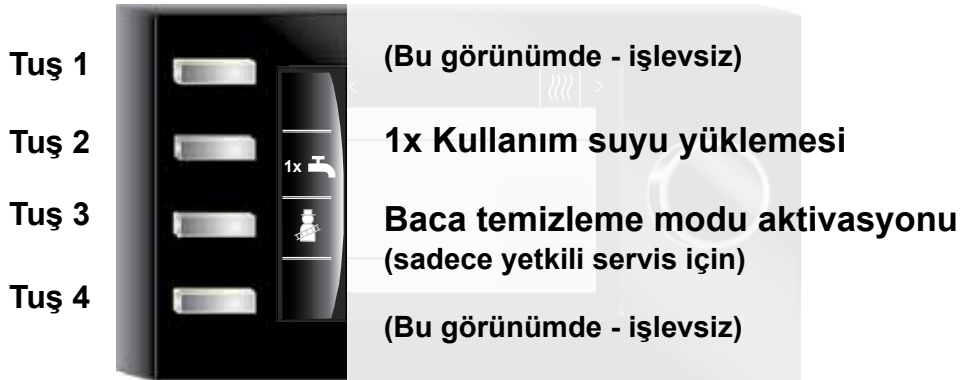 Tuş 1
(Bu görünümde - işlevsiz)
Tuş 2
1x
1x Kullanım suyu yüklemesi
Tuş 3
Baca temizleme modu aktivasyonu
(sadece yetkili servis için)
Tuş 4
(Bu görünümde - işlevsiz)